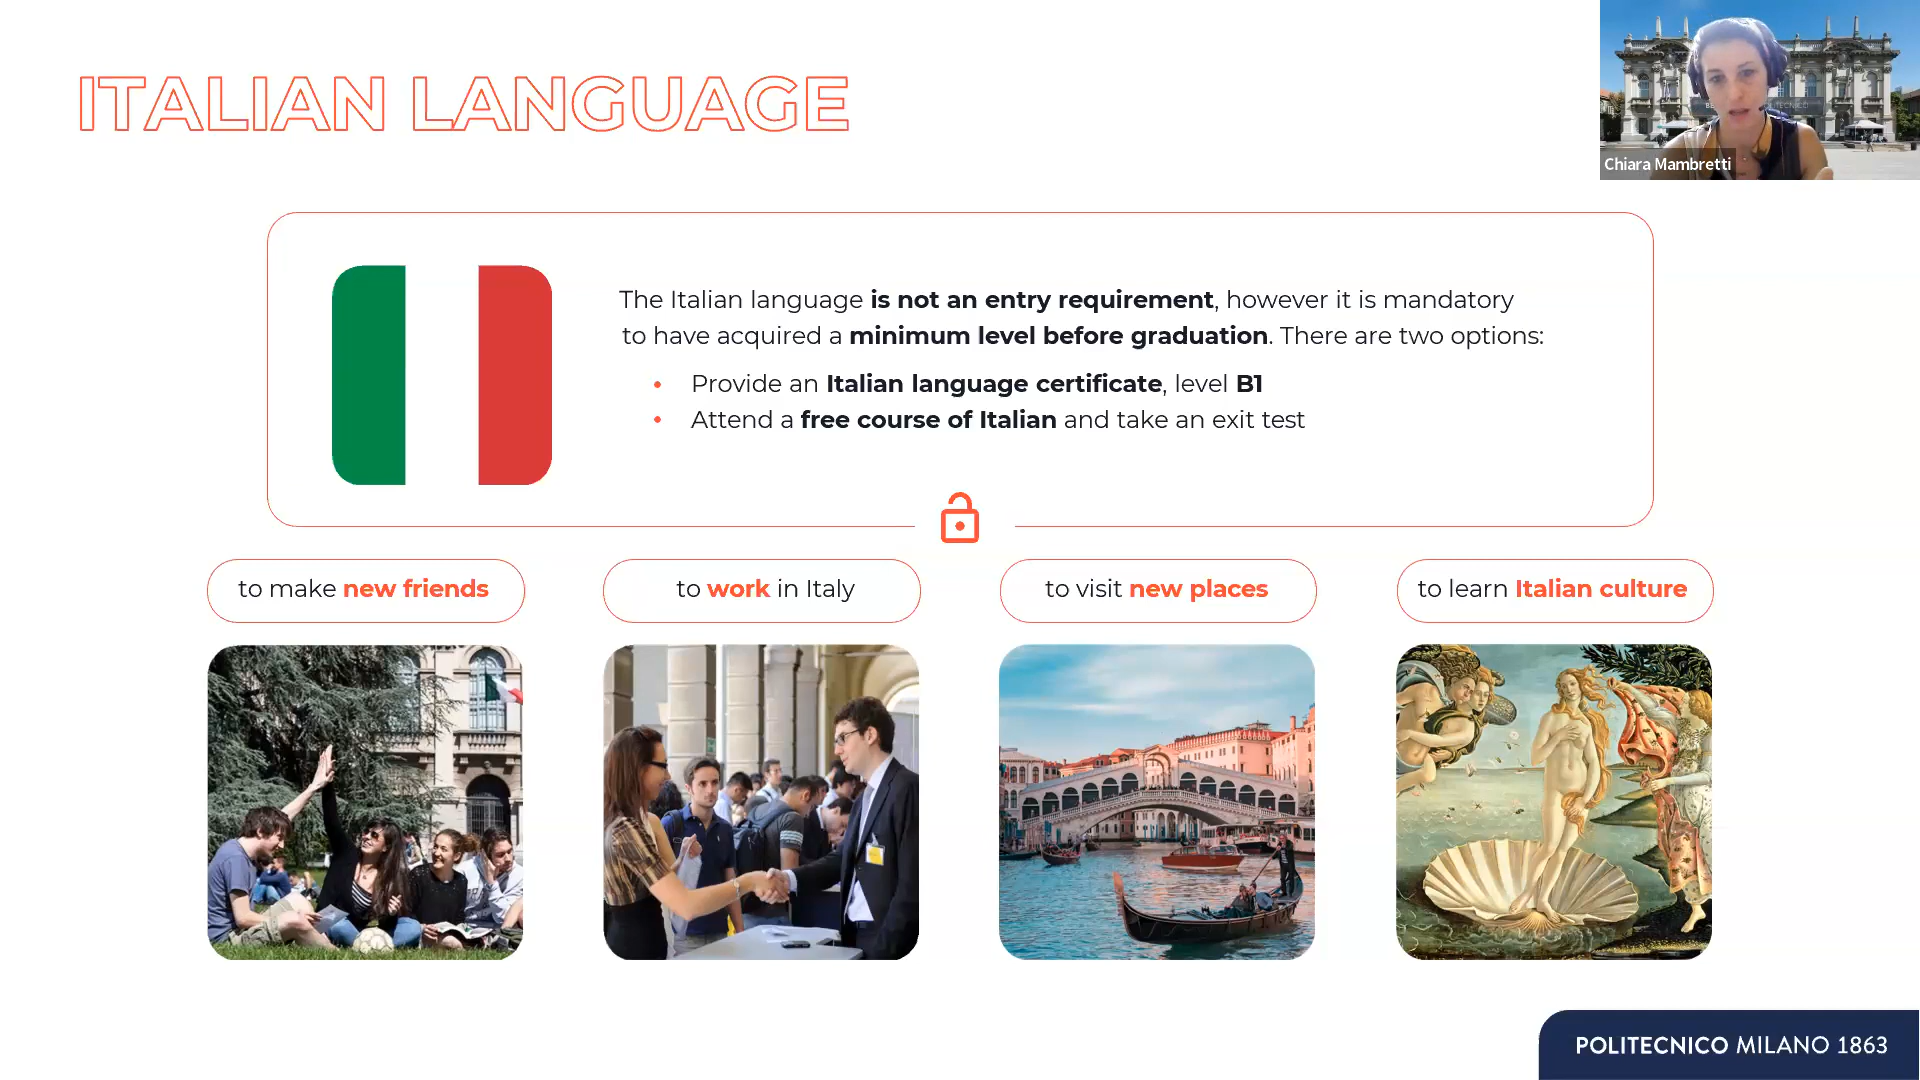 ITALIAN LANGUAGE
Chiara Mambretti
The Italian language is not an entry requirement, however it is mandatory
to have acquired a minimum level before graduation. There are two options:
• Provide an Italian language certificate, level B1
• Attend a free course of Italian and take an exit test
to make new friends
to work in Italy
to visit new places
to learn Italian culture
POLITECNICO MILANO 1863